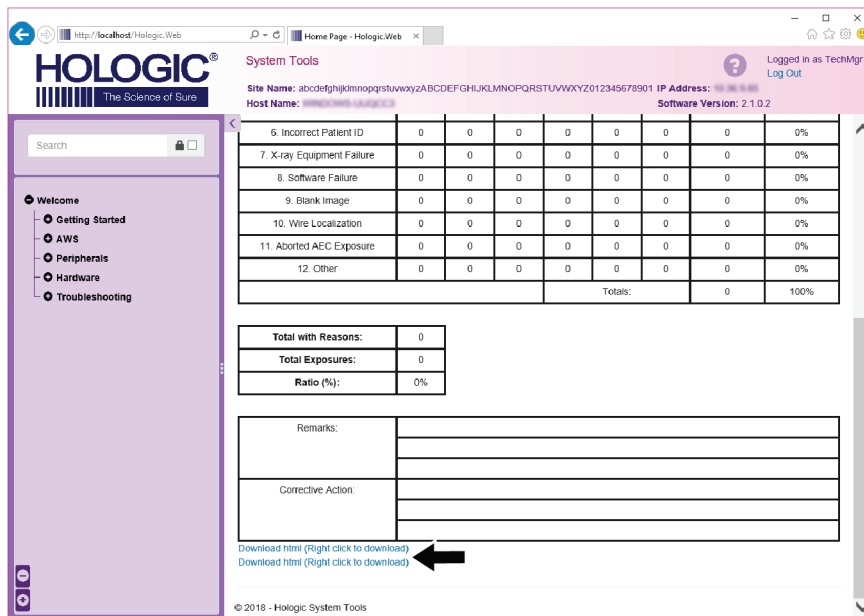 http://localhost/Hologic.Web
Home Page - Hologic.Web
HOLOGIC®
The Science of Sure
System Tools
Logged in as TechMgr
Log Out
Site Name: abcdefghijklmnopqrstuvwxyzABCDEFGHIJKLMNOPQRSTUVWXYZ012345678901 IP Address:
Host Name:
Software Version: 2.1.0.2
Search
Welcome
Getting Started
AWS
Peripherals
Hardware
Troubleshooting
6. Incorrect Patient ID 0 0 0 0 0 0 0 0%
7. X-ray Equipment Failure 0 0 0 0 0 0 0 0%
8. Software Failure 0 0 0 0 0 0 0 0%
9. Blank Image 0 0 0 0 0 0 0 0%
10. Wire Localization 0 0 0 0 0 0 0 0%
11. Aborted AEC Exposure 0 0 0 0 0 0 0 0%
12. Other 0 0 0 0 0 0 0 0%
Totals: 0 100%
Total with Reasons: 0
Total Exposures: 0
Ratio (%): 0%
Remarks:
Corrective Action:
Download html (Right click to download)
Download html (Right click to download)
© 2018 - Hologic System Tools